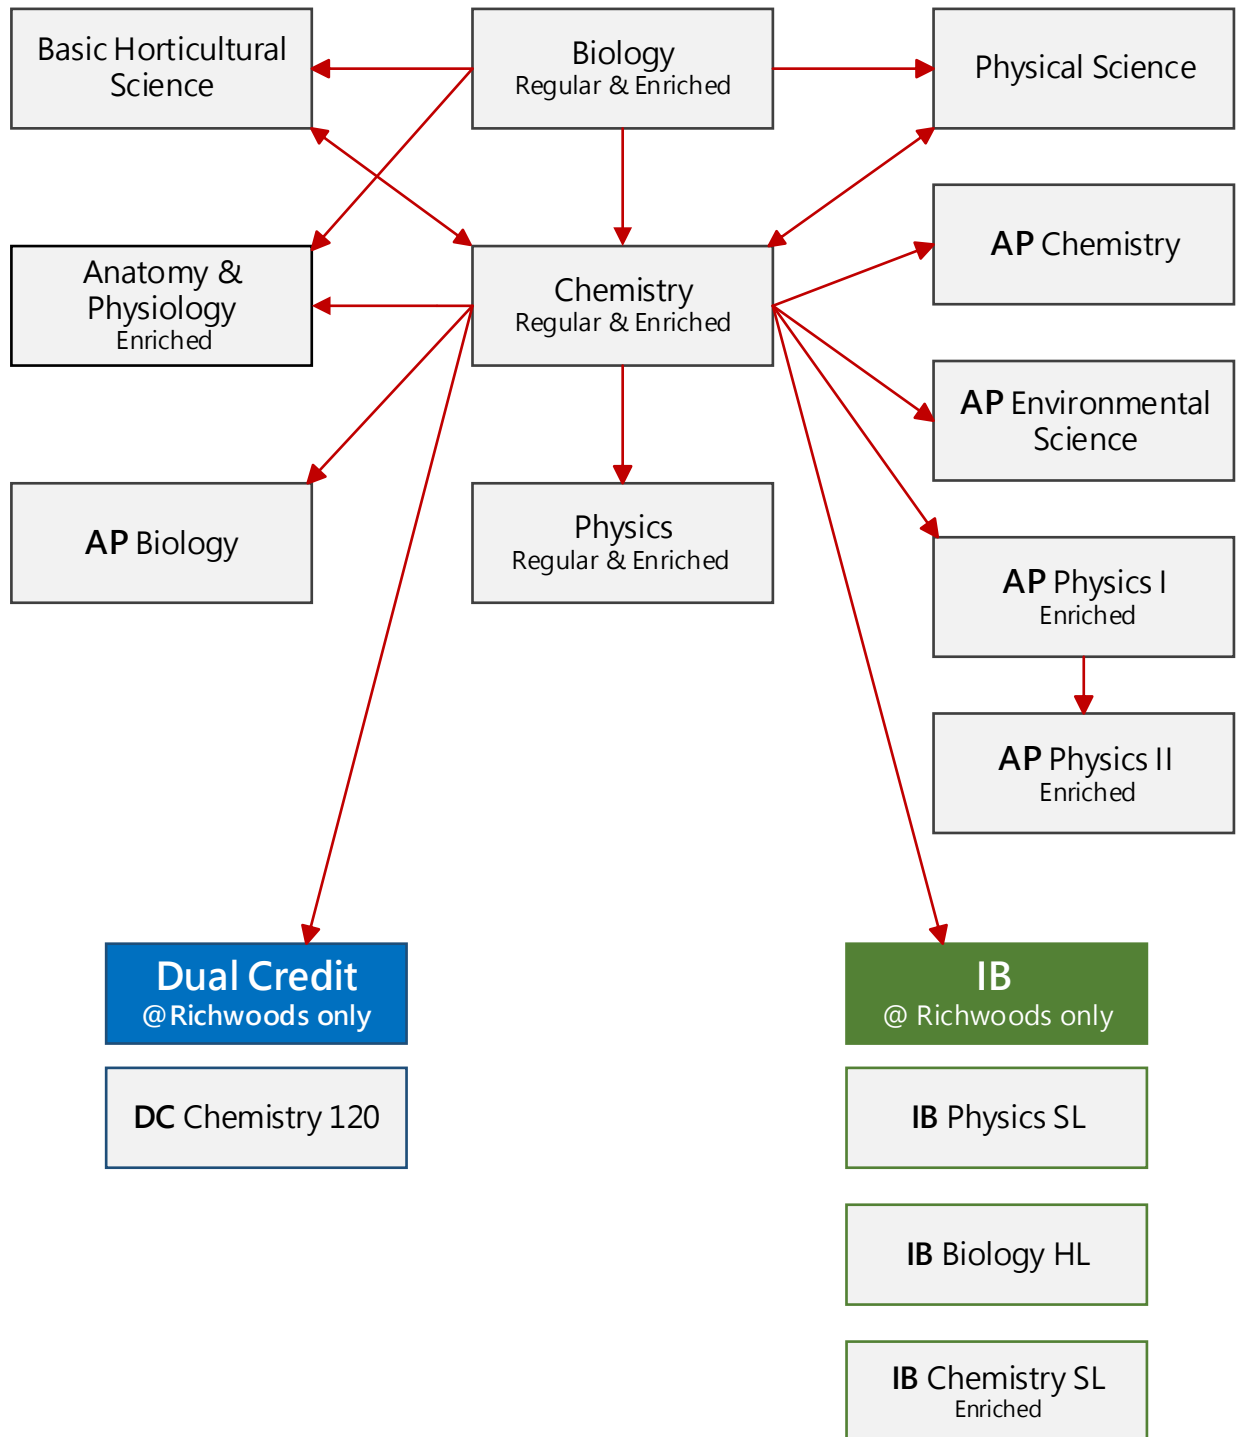 Basic Horticultural
Science
Biology
Regular & Enriched
Physical Science
AP Chemistry
Anatomy &
Physiology
Enriched
Chemistry
Regular & Enriched
AP Environmental
Science
AP Biology
Physics
Regular & Enriched
AP Physics I
Enriched
AP Physics II
Enriched
Dual Credit
@Richwoods only
DC Chemistry 120
IB
@ Richwoods only
IB Physics SL
IB Biology HL
IB Chemistry SL
Enriched